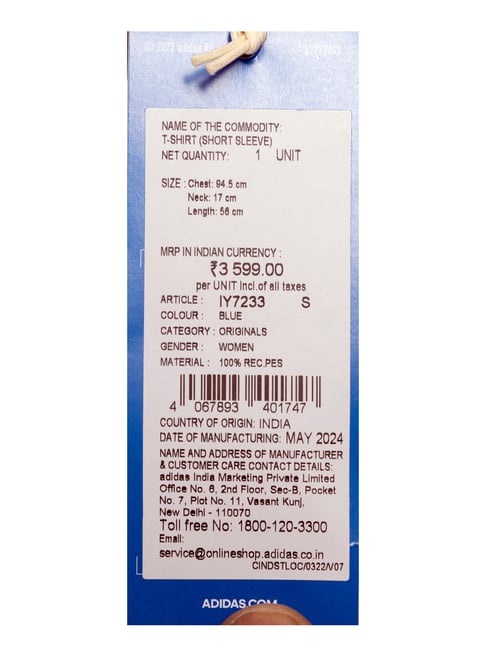 © 2022 adidas AG
NAME OF THE COMMODITY:
T-SHIRT (SHORT SLEEVE)
NET QUANTITY: 1 UNIT
SIZE : Chest: 94.5 cm
Neck: 17 cm
Length: 56 cm
MRP IN INDIAN CURRENCY :
₹3 599.00
per UNIT Incl.of all taxes
ARTICLE : IY7233 S
COLOUR : BLUE
CATEGORY : ORIGINALS
GENDER : WOMEN
MATERIAL : 100% REC.PES
4 067893 401747
COUNTRY OF ORIGIN: INDIA
DATE OF MANUFACTURING: MAY 2024
NAME AND ADDRESS OF MANUFACTURER
& CUSTOMER CARE CONTACT DETAILS:
adidas India Marketing Private Limited
Office No. 6, 2nd Floor, Sec-B, Pocket
No. 7, Plot No. 11, Vasant Kunj,
New Delhi - 110070
Toll free No: 1800-120-3300
Email:
service@onlineshop.adidas.co.in
CINDSTLOC/0322/V07
ADIDAS.COM